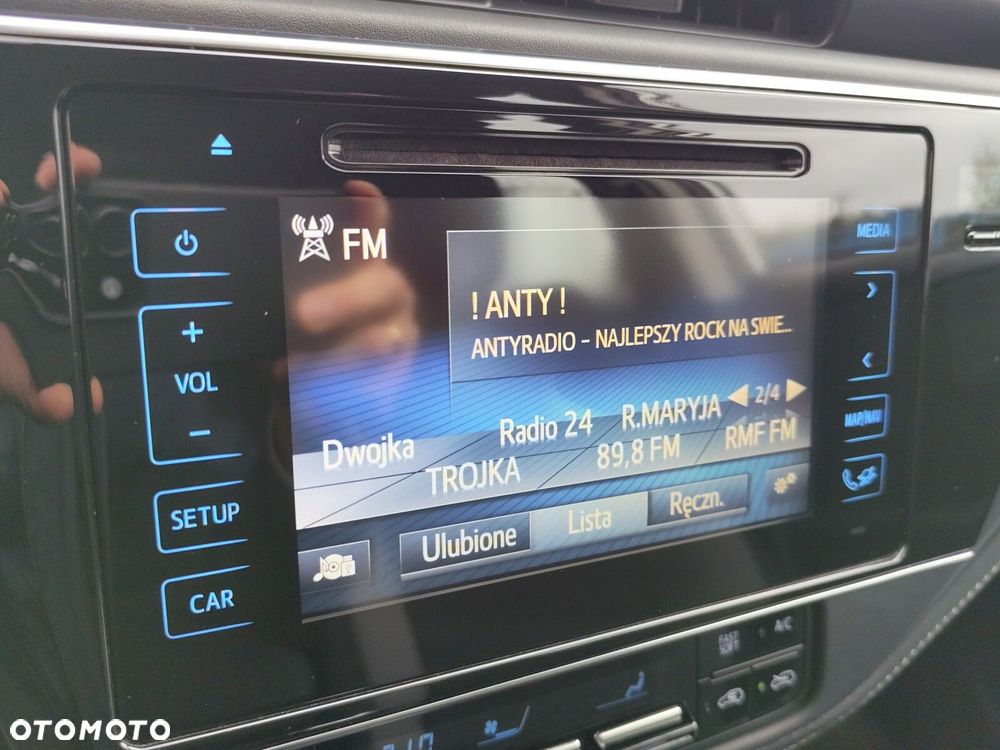 FM
MEDIA
! ANTY !
ANTYRADIO - NAJLEPSZY ROCK NA SWIE...
VOL
2/4
MAP/NAV
Dwojka
Radio 24
R.MARYJA
TROJKA
89,8 FM
RMF FM
SETUP
Ulubione
Lista
Ręczn.
CAR
FAST
SOFT
A/C
OTOMOTO